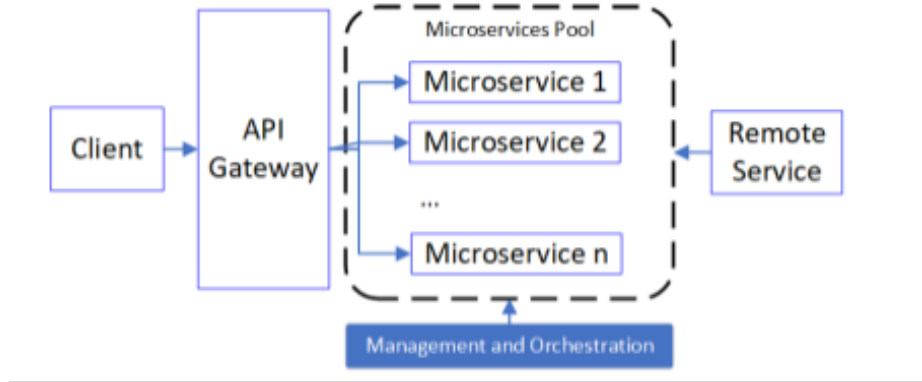 Microservices Pool
Microservice 1
Client
API
Gateway
Microservice 2
...
Microservice n
Remote
Service
Management and Orchestration